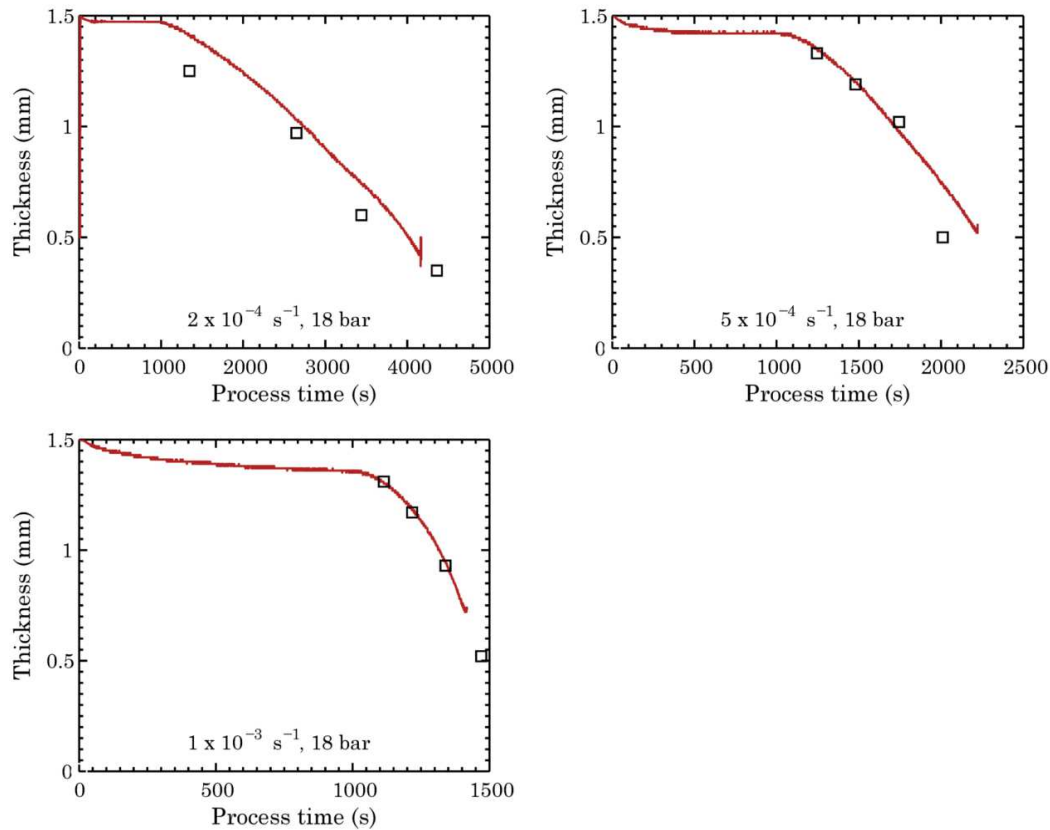 1.5
1
0.5
0
Thickness (mm)
2 x 10⁻⁴ s⁻¹, 18 bar
0 1000 2000 3000 4000 5000
Process time (s)
1.5
1
0.5
0
Thickness (mm)
5 x 10⁻⁴ s⁻¹, 18 bar
0 500 1000 1500 2000 2500
Process time (s)
1.5
1
0.5
0
Thickness (mm)
1 x 10⁻³ s⁻¹, 18 bar
0 500 1000 1500
Process time (s)